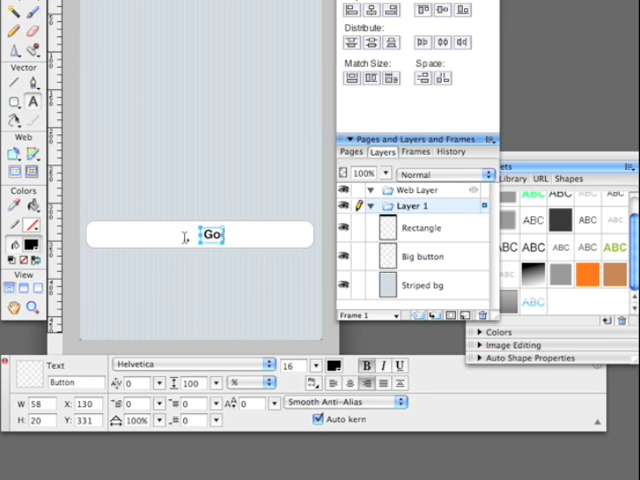 Vector
Web
Colors
View
Go
Distribute:
Match Size: Space:
Pages and Layers and Frames
Pages Layers Frames History
100% Normal
Web Layer
Layer 1
Rectangle
Big button
Striped bg
Frame 1
ets
Library URL Shapes
ABC ABC ABC
ABC ABC
ABC ABC ABC ABC
ABC
ABC
Colors
Image Editing
Auto Shape Properties
Text
Button
Helvetica 16 B I U
0 100 %
W 58 X: 130
H: 20 Y: 331
0 0 0 Smooth Anti-Alias
100% 0 Auto kern